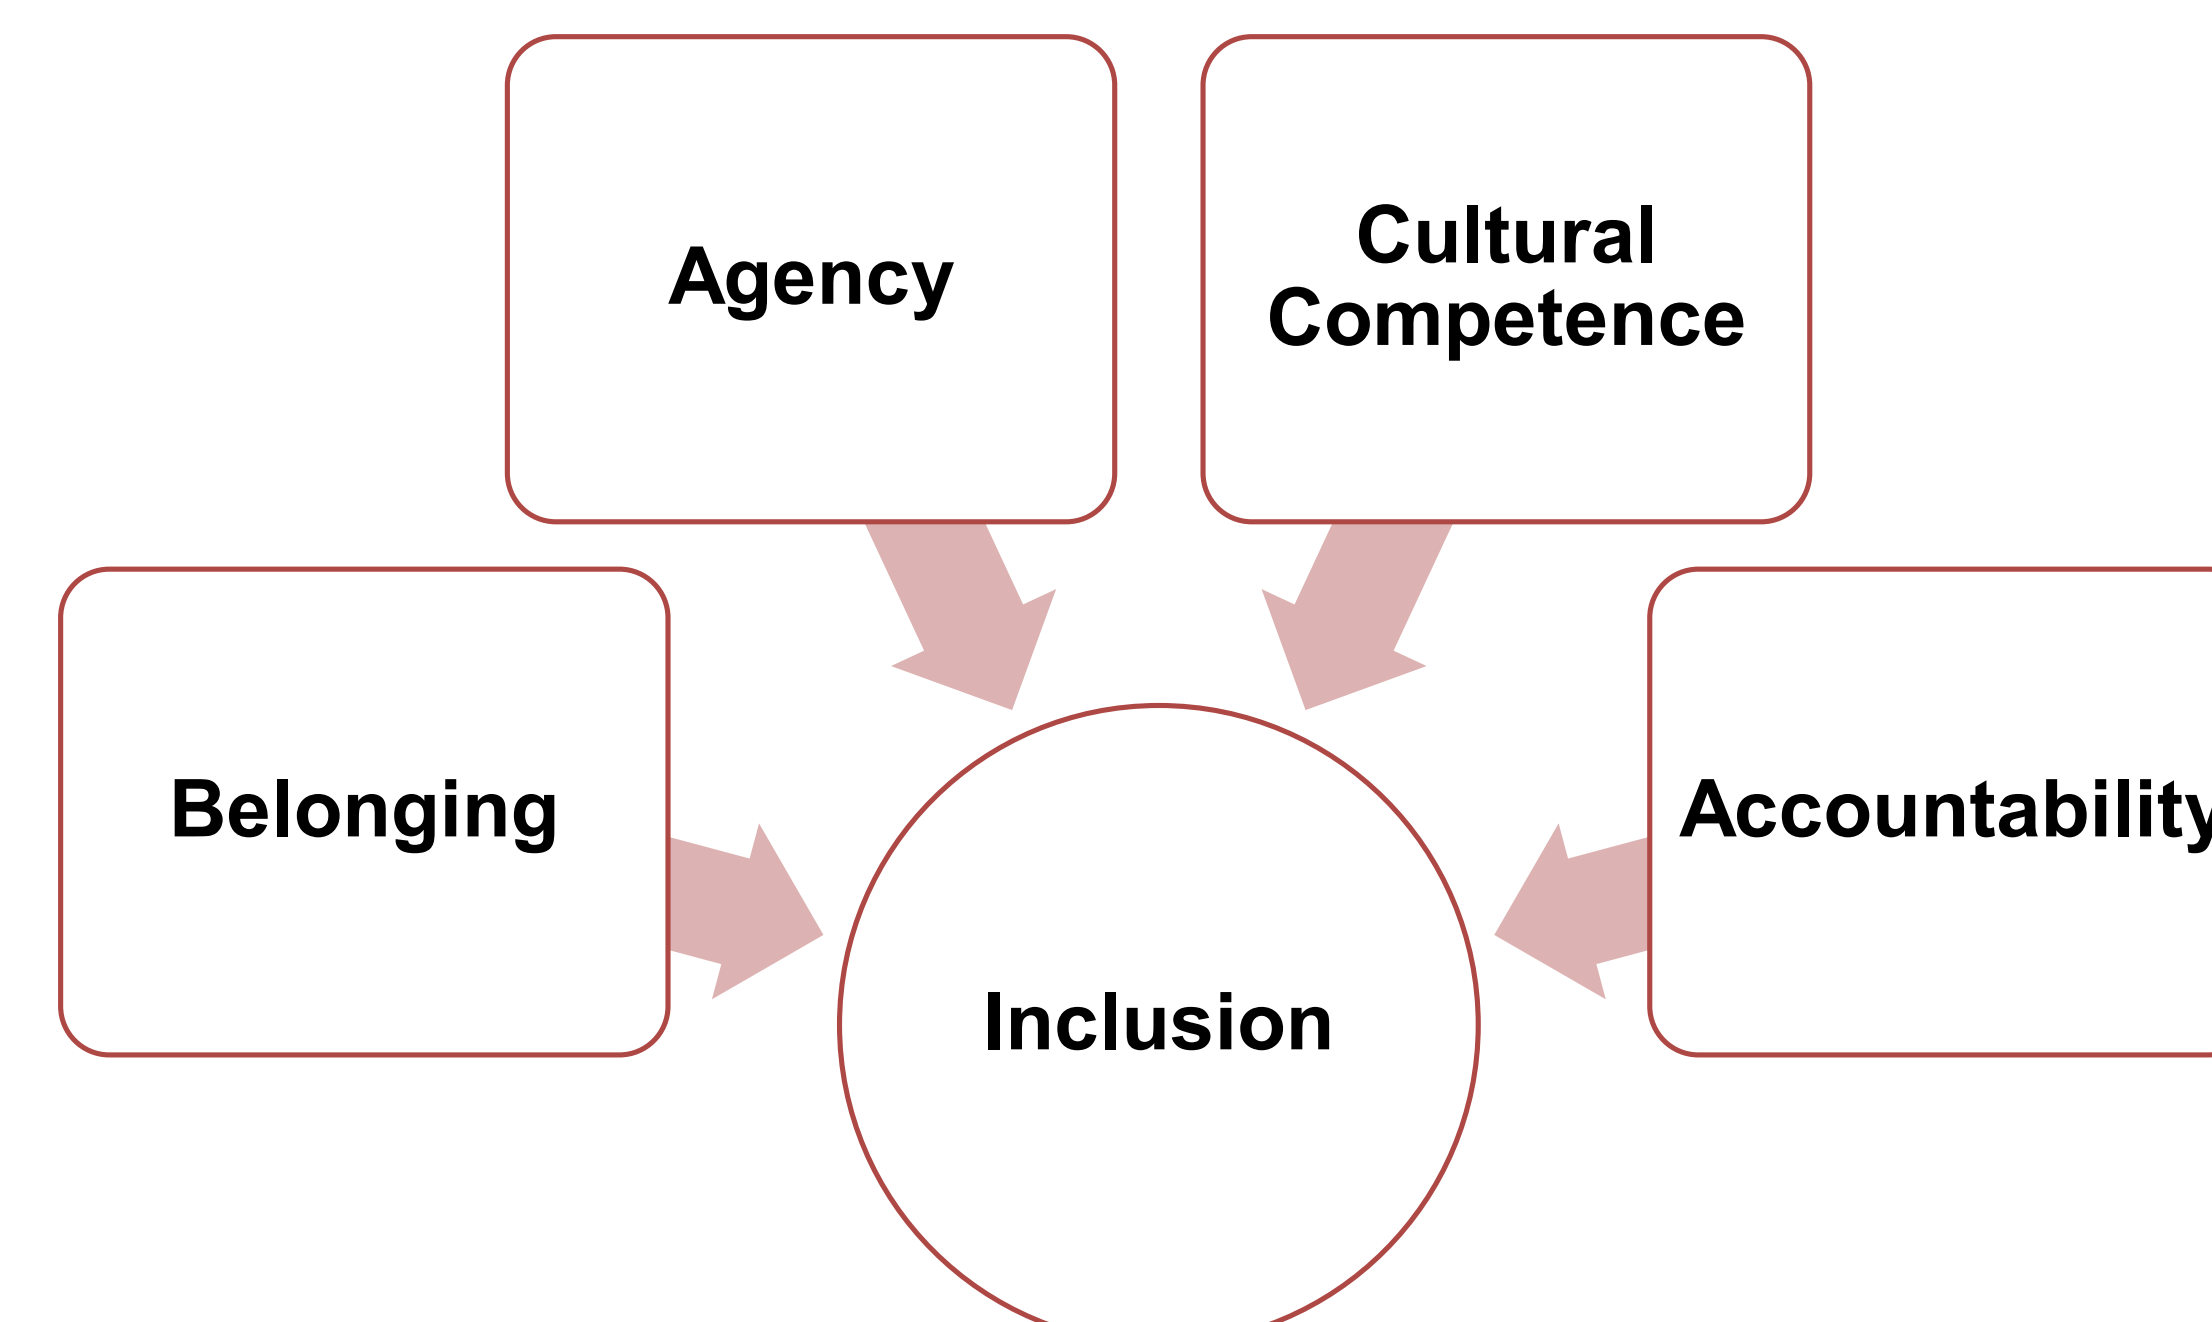 Agency
Cultural
Competence
Belonging
Accountability
Inclusion